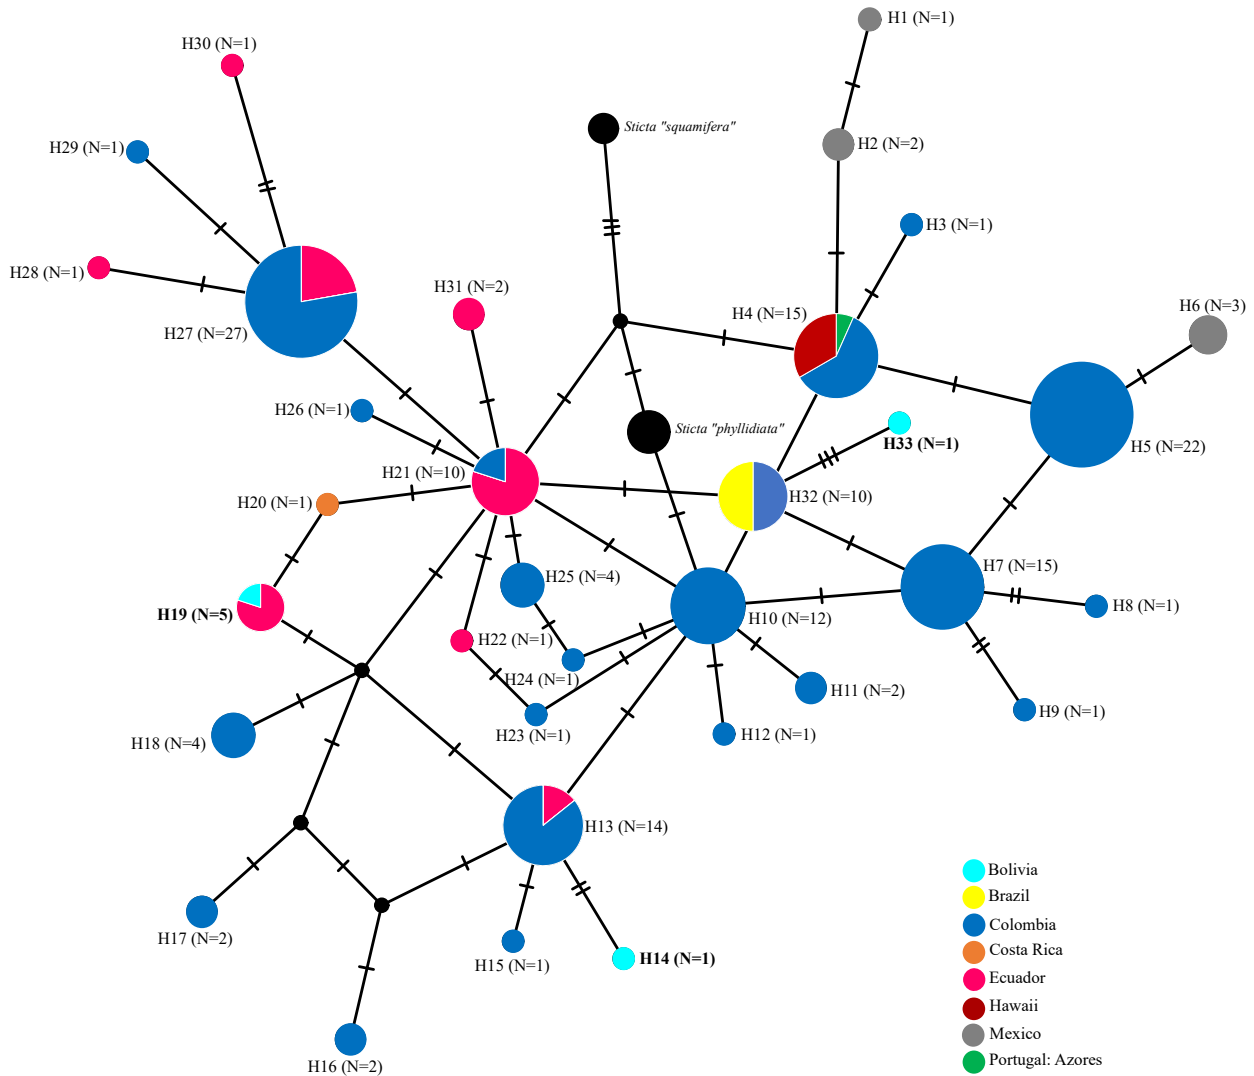 H1 (N=1)
H30 (N=1)
Sticta "squamifera"
H2 (N=2)
H29 (N=1)
H3 (N=1)
H28 (N=1)
H31 (N=2)
H4 (N=15)
H6 (N=3)
H27 (N=27)
H26 (N=1)
Sticta "phyllidiata"
H33 (N=1)
H5 (N=22)
H21 (N=10)
H20 (N=1)
H32 (N=10)
H25 (N=4)
H7 (N=15)
H19 (N=5)
H10 (N=12)
H8 (N=1)
H22 (N=1)
H24 (N=1)
H11 (N=2)
H9 (N=1)
H23 (N=1)
H12 (N=1)
H18 (N=4)
H13 (N=14)
H17 (N=2)
H15 (N=1)
H14 (N=1)
H16 (N=2)
Bolivia
Brazil
Colombia
Costa Rica
Ecuador
Hawaii
Mexico
Portugal: Azores